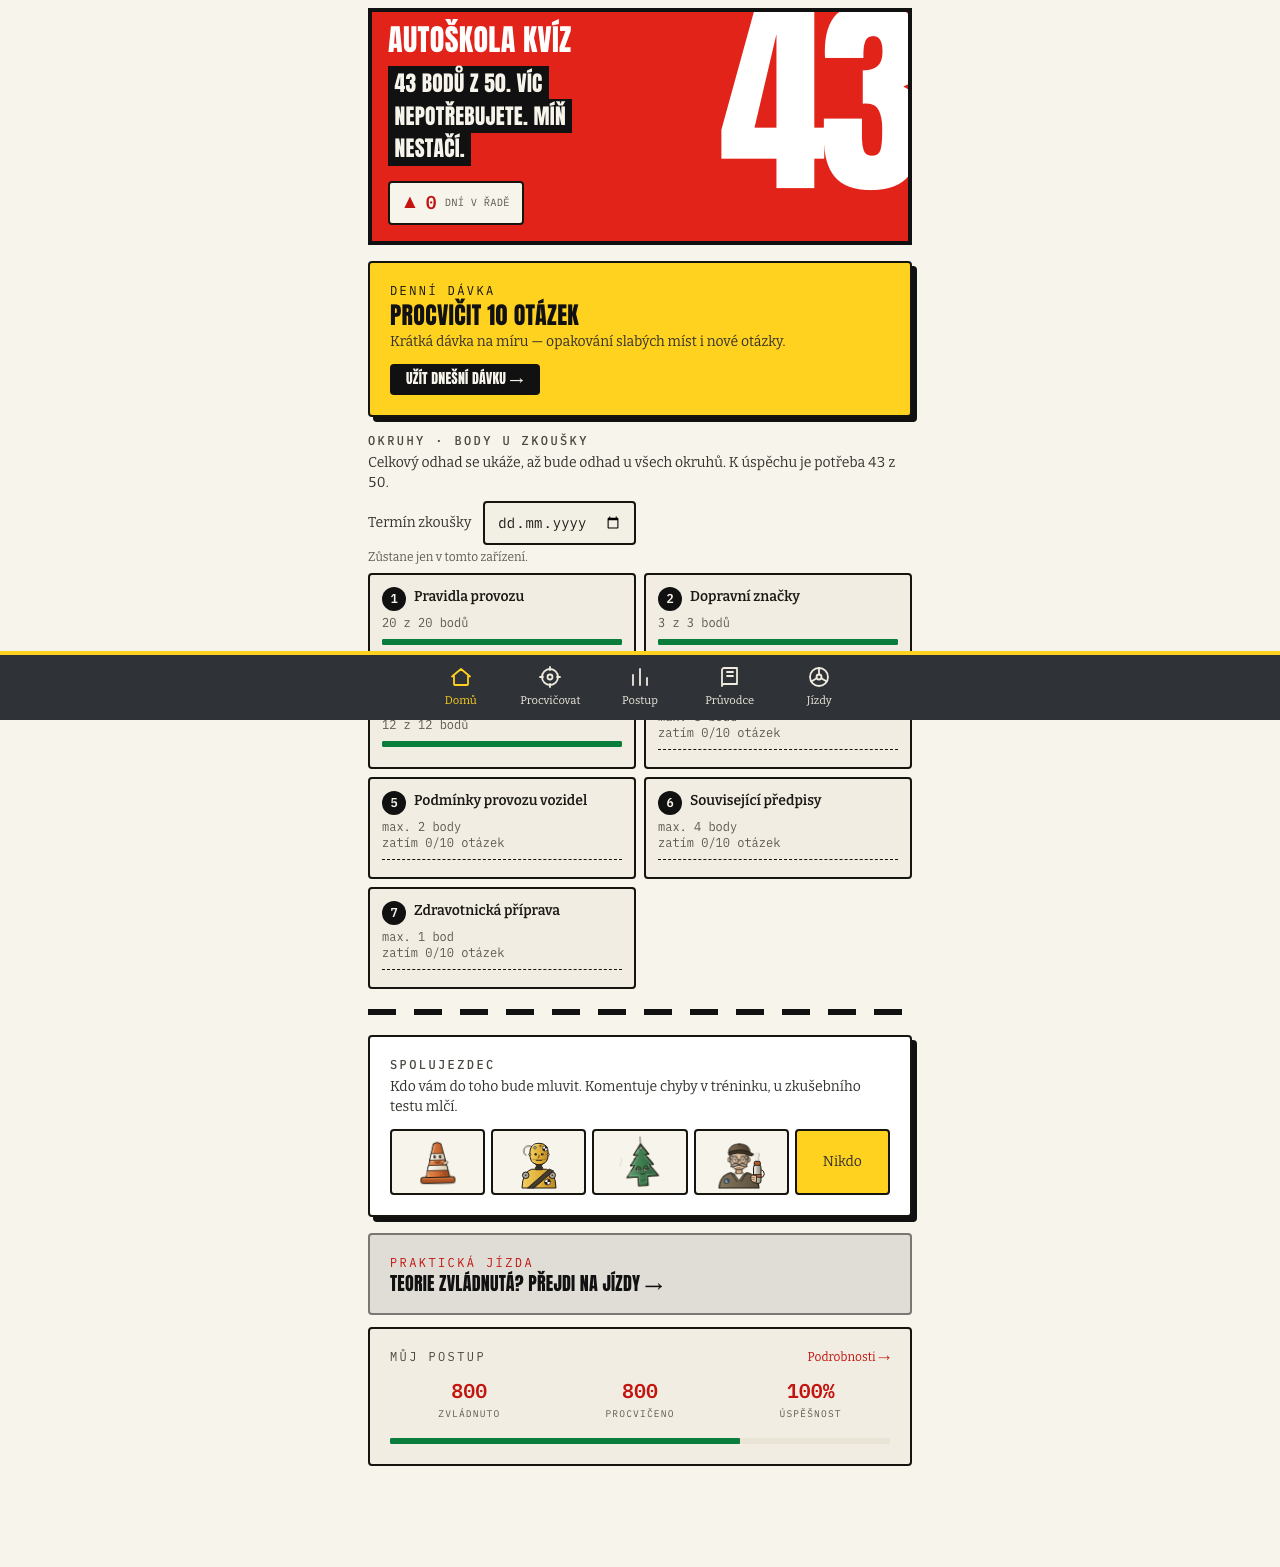 AUTOŠKOLA KVÍZ
43
43 BODŮ Z 50. VÍC
NEPOTŘEBUJETE. MÍŇ
NESTAČÍ.
▲ 0 DNÍ V ŘADĚ
DENNÍ DÁVKA
PROCVIČIT 10 OTÁZEK
Krátká dávka na míru — opakování slabých míst i nové otázky.
UŽÍT DNEŠNÍ DÁVKU →
OKRUHY · BODY U ZKOUŠKY
Celkový odhad se ukáže, až bude odhad u všech okruhů. K úspěchu je potřeba 43 z
50.
Termín zkoušky dd.mm.yyyy
Zůstane jen v tomto zařízení.
1 Pravidla provozu
20 z 20 bodů
2 Dopravní značky
3 z 3 bodů
Domů
Procvičovat
Postup
Průvodce
Jízdy
12 z 12 bodů
zatím 0/10 otázek
5 Podmínky provozu vozidel
max. 2 body
zatím 0/10 otázek
6 Související předpisy
max. 4 body
zatím 0/10 otázek
7 Zdravotnická příprava
max. 1 bod
zatím 0/10 otázek
SPOLUJEZDEC
Kdo vám do toho bude mluvit. Komentuje chyby v tréninku, u zkušebního
testu mlčí.
Nikdo
PRAKTICKÁ JÍZDA
TEORIE ZVLÁDNUTÁ? PŘEJDI NA JÍZDY →
MŮJ POSTUP
Podrobnosti →
800
ZVLÁDNUTO
800
PROCVIČENO
100%
ÚSPĚŠNOST